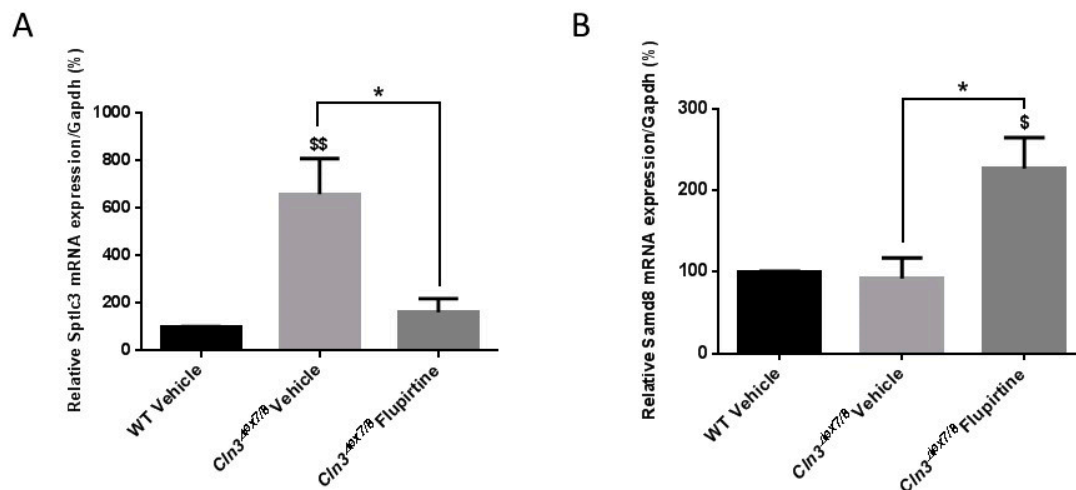 A
Relative Sptlc3 mRNA expression/Gapdh (%)
1000
800
600
400
200
0
$$
*
WT Vehicle
Cln3Δex7/8 Vehicle
Cln3Δex7/8 Flupirtine
B
Relative Samd8 mRNA expression/Gapdh (%)
300
200
100
0
*
$
WT Vehicle
Cln3Δex7/8 Vehicle
Cln3Δex7/8 Flupirtine